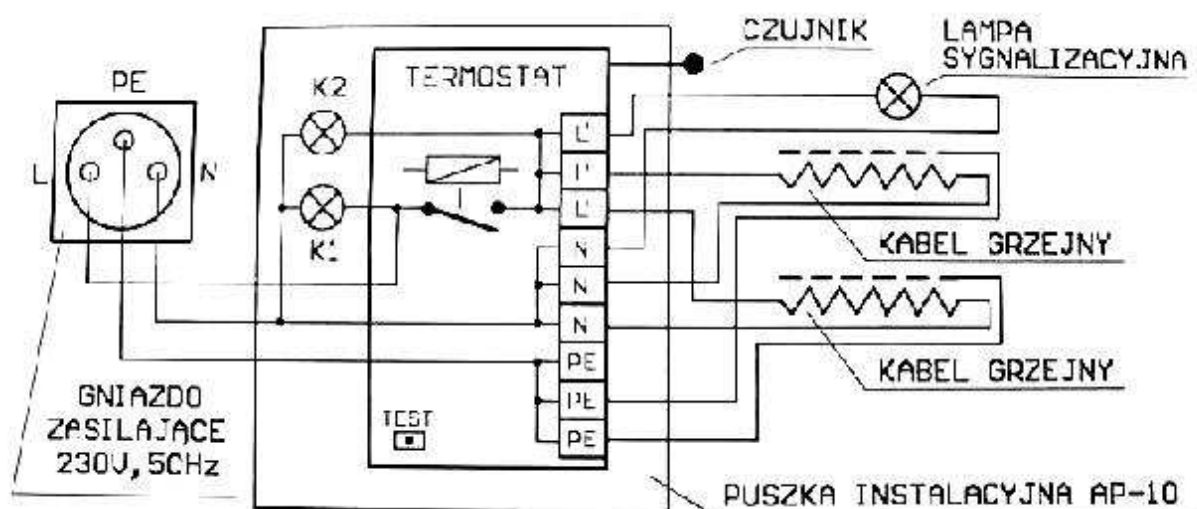 CZUJNIK
LAMPA
SYGNALIZACYJNA
PE
L
N
TERMOSTAT
K2
K1
L'
L'
L'
N
N
N
PE
PE
PE
KABEL GRZEJNY
KABEL GRZEJNY
GNIAZDO
ZASILAJĄCE
230V, 50Hz
TEST
PUSZKA INSTALACYJNA AP-10